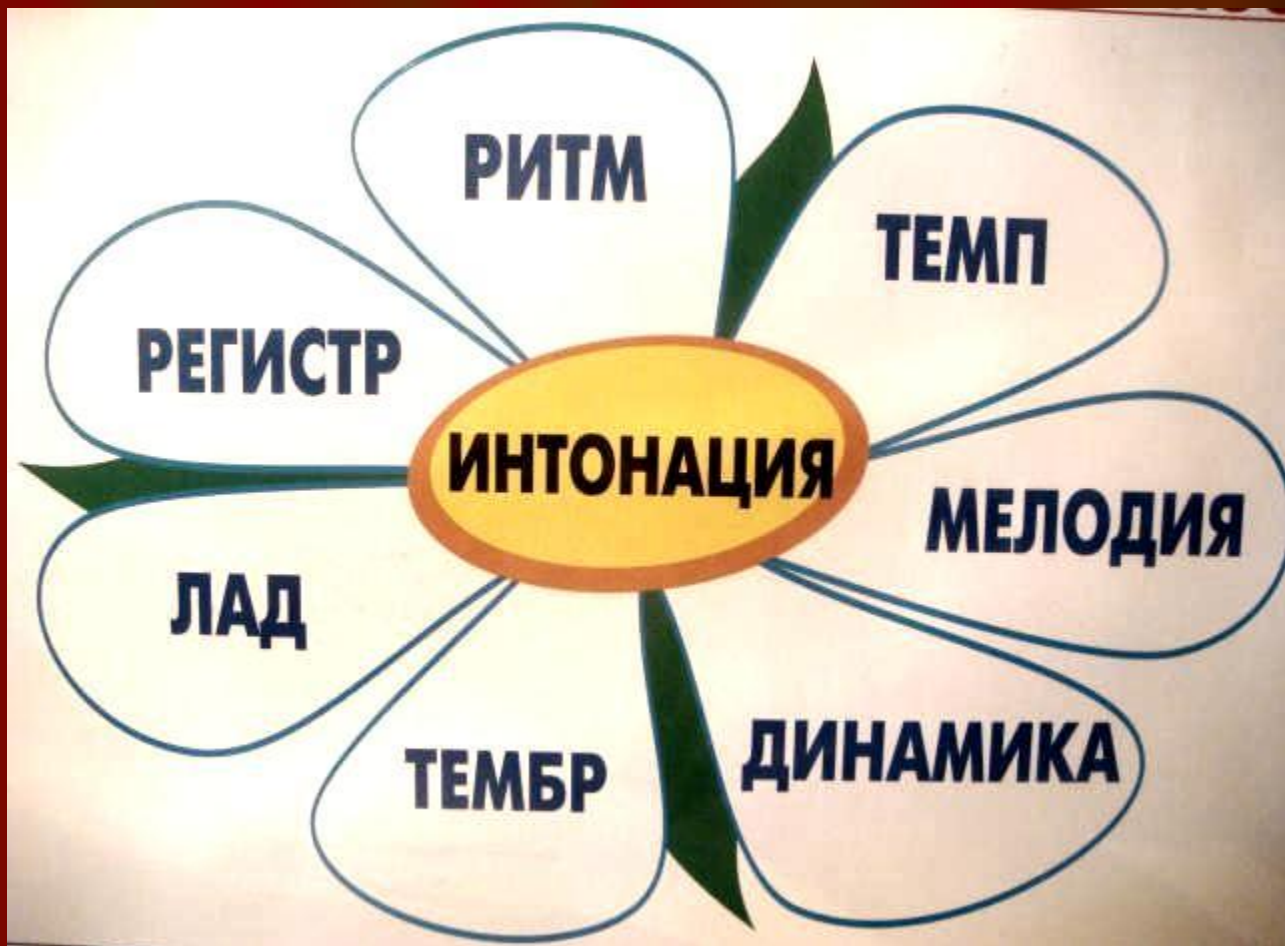 РИТМ
ТЕМП
РЕГИСТР
ИНТОНАЦИЯ
МЕЛОДИЯ
ЛАД
ТЕМБР
ДИНАМИКА